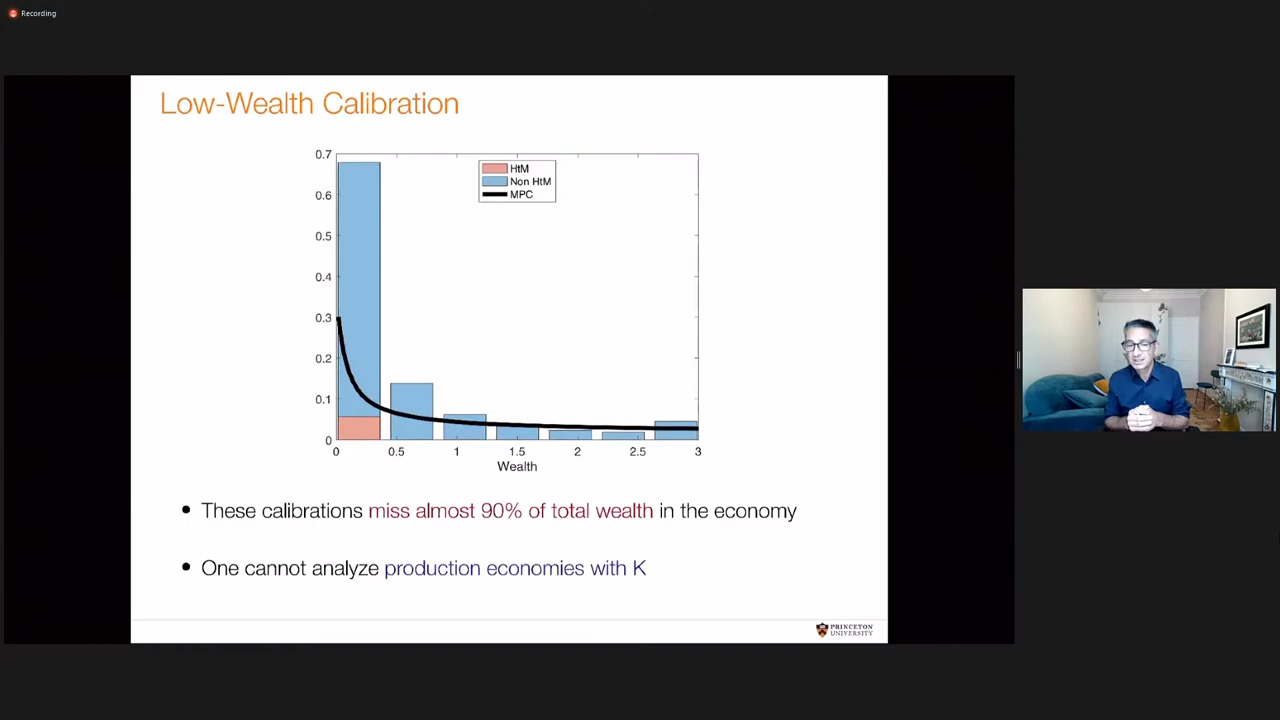 Recording
Low-Wealth Calibration
0.7
0.6
0.5
0.4
0.3
0.2
0.1
0
HtM
Non HtM
MPC
0 0.5 1 1.5 2 2.5 3
Wealth
• These calibrations miss almost 90% of total wealth in the economy
• One cannot analyze production economies with K
PRINCETON
UNIVERSITY